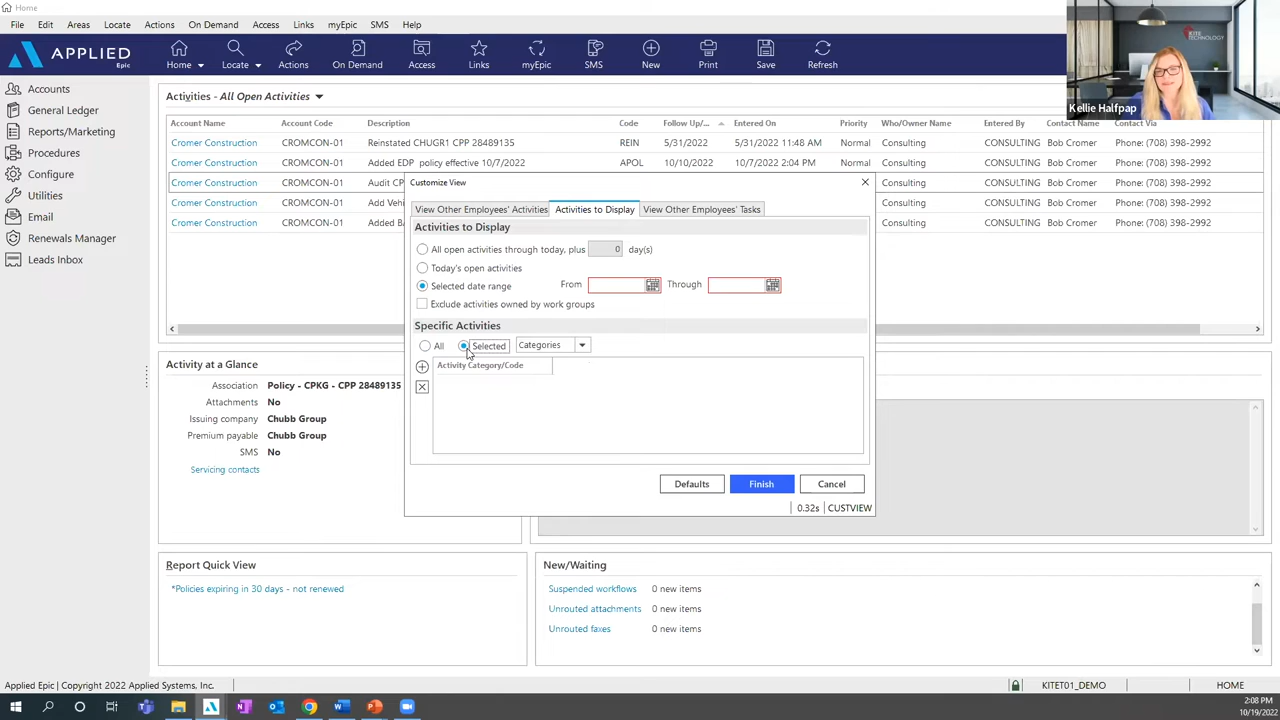 Home
File Edit Areas Locate Actions On Demand Access Links myEpic SMS Help
APPLIED
Epic
Home Locate Actions On Demand Access Links myEpic SMS New Print Save Refresh
KITE
TECHNOLOGY
Kellie Halfpap
Accounts
General Ledger
Reports/Marketing
Procedures
Configure
Utilities
Email
Renewals Manager
Leads Inbox
Activities - All Open Activities
Account Name Account Code Description Code Follow Up/... Entered On Priority Who/Owner Name Entered By Contact Name Contact Via
Cromer Construction CROMCON-01 Reinstated CHUGR1 CPP 28489135 REIN 5/31/2022 5/31/2022 11:48 AM Normal Consulting CONSULTING Bob Cromer Phone: (708) 398-2992
Cromer Construction CROMCON-01 Added EDP policy effective 10/7/2022 APOL 10/10/2022 10/7/2022 2:04 PM Normal Consulting CONSULTING Bob Cromer Phone: (708) 398-2992
Cromer Construction CROMCON-01 Audit CP Consulting CONSULTING Bob Cromer Phone: (708) 398-2992
Cromer Construction CROMCON-01 Add Vehi Consulting CONSULTING Bob Cromer Phone: (708) 398-2992
Cromer Construction CROMCON-01 Added Ba Consulting CONSULTING Bob Cromer Phone: (708) 398-2992
Customize View
View Other Employees' Activities Activities to Display View Other Employees' Tasks
Activities to Display
All open activities through today, plus 0 day(s)
Today's open activities
Selected date range From Through
Exclude activities owned by work groups
Specific Activities
All Selected Categories
Activity Category/Code
Defaults Finish Cancel
0.32s CUSTVIEW
Activity at a Glance
Association Policy - CPKG - CPP 28489135
Attachments No
Issuing company Chubb Group
Premium payable Chubb Group
SMS No
Servicing contacts
Report Quick View
*Policies expiring in 30 days - not renewed
New/Waiting
Suspended workflows 0 new items
Unrouted attachments 0 new items
Unrouted faxes 0 new items
Applied Epic| Copyright 2022 Applied Systems, Inc.
KITET01_DEMO HOME
2:08 PM
10/19/2022